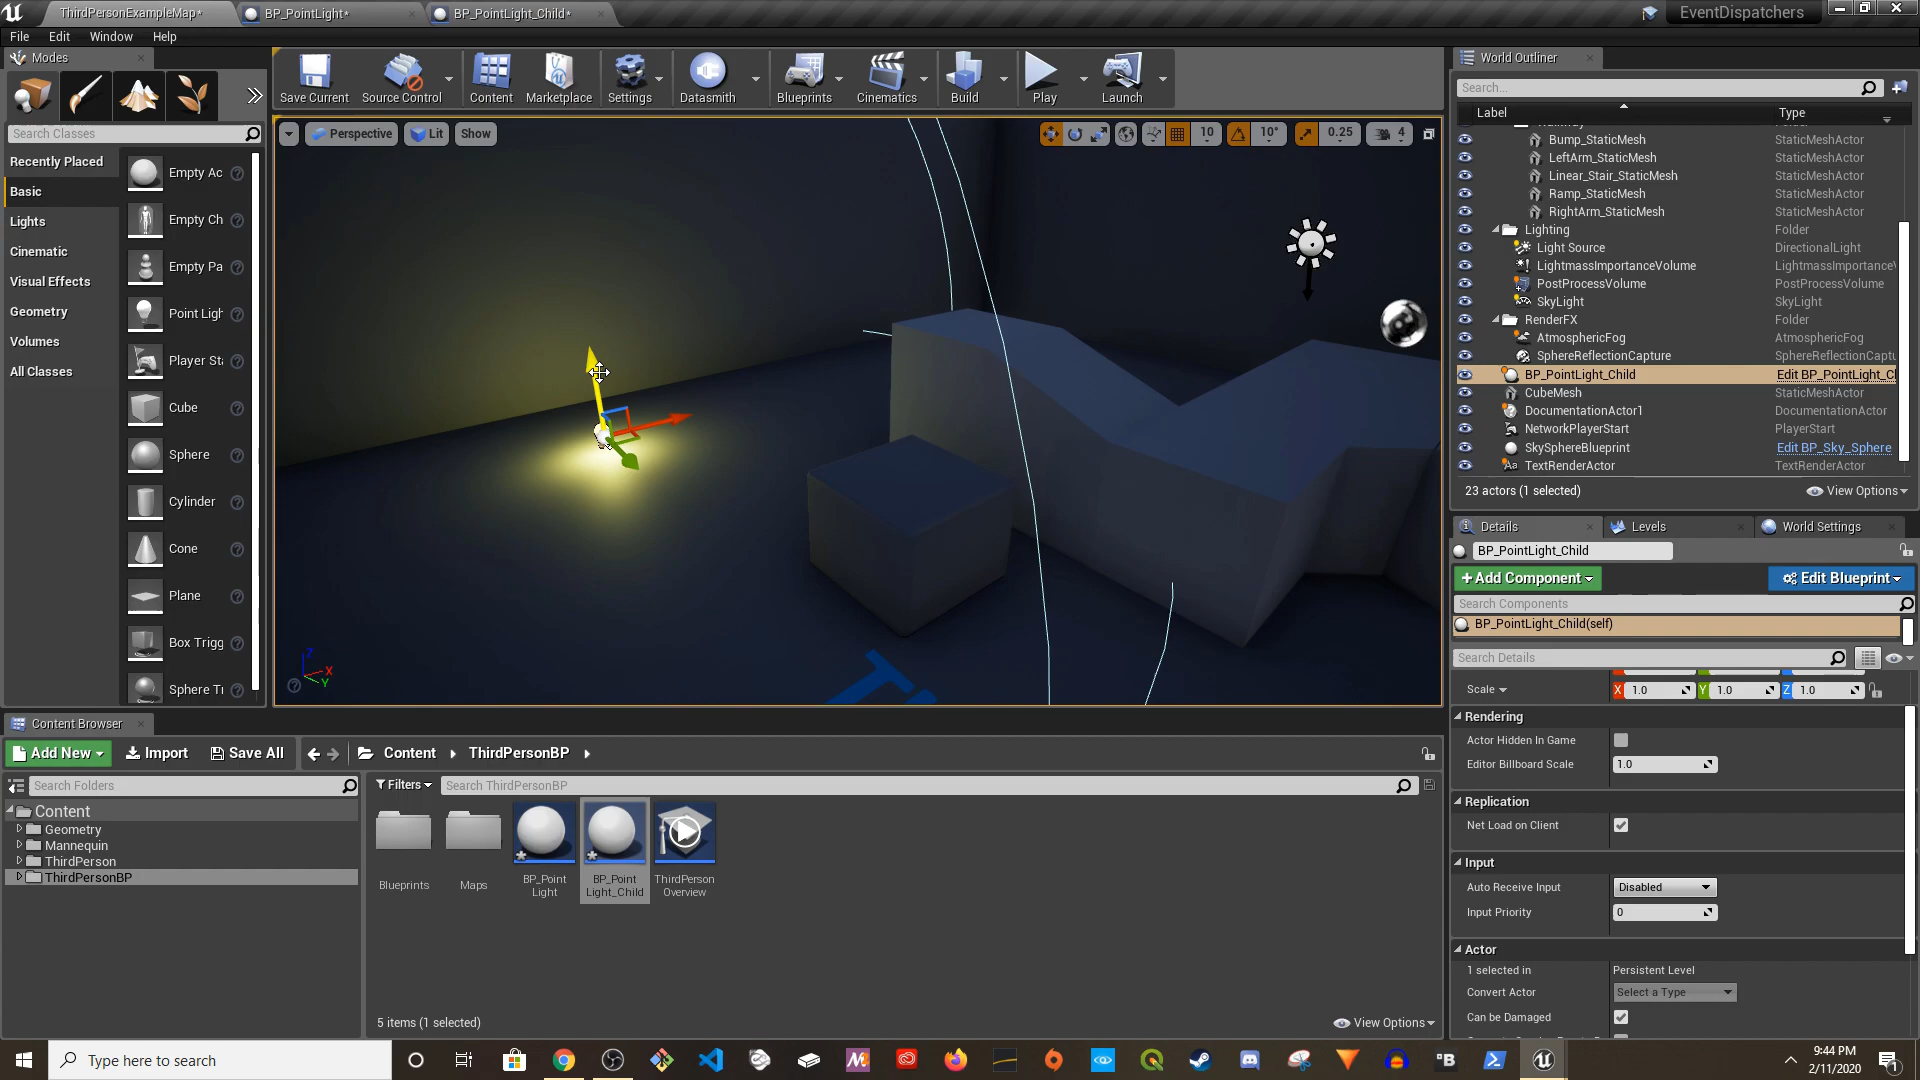 ThirdPersonExampleMap*
BP_PointLight*
BP_PointLight_Child*
EventDispatchers
File Edit Window Help
Modes
Search Classes
Recently Placed
Basic
Lights
Cinematic
Visual Effects
Geometry
Volumes
All Classes
Empty Ac
Empty Ch
Empty Pa
Point Ligh
Player Sta
Cube
Sphere
Cylinder
Cone
Plane
Box Trigg
Sphere Tr
Save Current
Source Control
Content
Marketplace
Settings
Datasmith
Blueprints
Cinematics
Build
Play
Launch
Perspective
Lit
Show
10
10°
0.25
4
Z
X
Y
World Outliner
Search...
Label Type
Folder
Bump_StaticMesh StaticMeshActor
LeftArm_StaticMesh StaticMeshActor
Linear_Stair_StaticMesh StaticMeshActor
Ramp_StaticMesh StaticMeshActor
RightArm_StaticMesh StaticMeshActor
Lighting Folder
Light Source DirectionalLight
LightmassImportanceVolume LightmassImportanceV
PostProcessVolume PostProcessVolume
SkyLight SkyLight
RenderFX Folder
AtmosphericFog AtmosphericFog
SphereReflectionCapture SphereReflectionCaptu
BP_PointLight_Child Edit BP_PointLight_Cl
CubeMesh StaticMeshActor
DocumentationActor1 DocumentationActor
NetworkPlayerStart PlayerStart
SkySphereBlueprint Edit BP_Sky_Sphere
TextRenderActor TextRenderActor
23 actors (1 selected)
View Options
Details
Levels
World Settings
BP_PointLight_Child
+Add Component
Edit Blueprint
Search Components
BP_PointLight_Child(self)
Search Details
Scale X 1.0 Y 1.0 Z 1.0
Rendering
Actor Hidden In Game
Editor Billboard Scale 1.0
Replication
Net Load on Client
Input
Auto Receive Input Disabled
Input Priority 0
Actor
1 selected in Persistent Level
Convert Actor Select a Type
Can be Damaged
Content Browser
Add New
Import
Save All
Content
ThirdPersonBP
Search Folders
Content
Geometry
Mannequin
ThirdPerson
ThirdPersonBP
Filters
Search ThirdPersonBP
Blueprints
Maps
BP_Point
Light
BP_Point
Light_Child
ThirdPerson
Overview
5 items (1 selected)
View Options
Type here to search
9:44 PM
2/11/2020
1